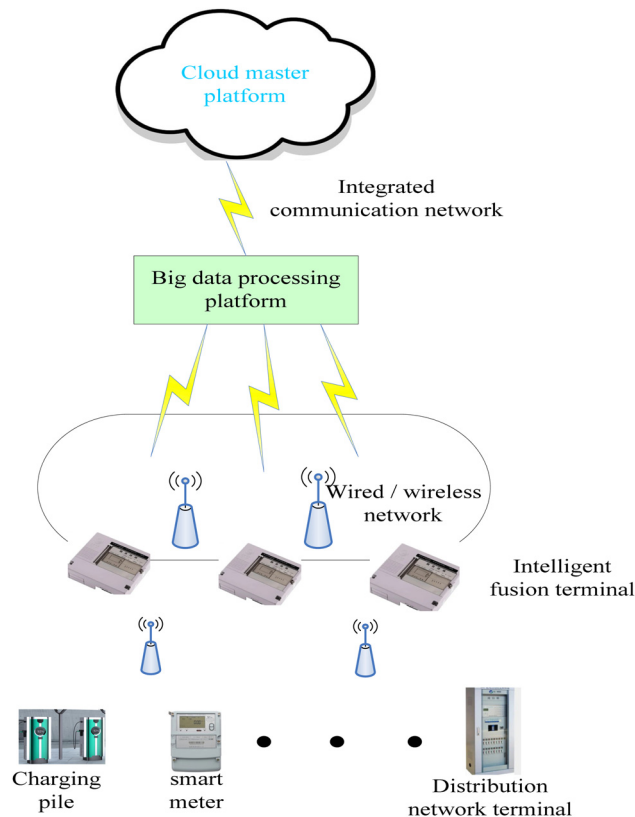 Cloud master
platform
Integrated
communication network
Big data processing
platform
Wired / wireless
network
Intelligent
fusion terminal
Charging
pile
smart
meter
Distribution
network terminal